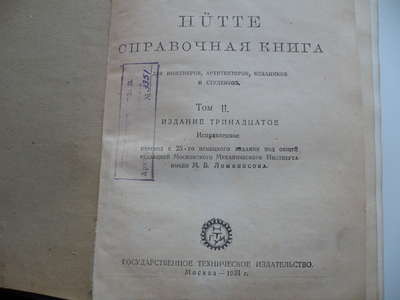 HÜTTE
СПРАВОЧНАЯ КНИГА
ДЛЯ ИНЖЕНЕРОВ, АРХИТЕКТОРОВ, МЕХАНИКОВ
И СТУДЕНТОВ.
Том II.
ИЗДАНИЕ ТРИНАДЦАТОЕ
Исправленное
перевод с 25-го немецкого издания под общей
редакцией Московского Механического Института
имени М. В. Ломоносова.
ГОСУДАРСТВЕННОЕ ТЕХНИЧЕСКОЕ ИЗДАТЕЛЬСТВО.
Москва — г.